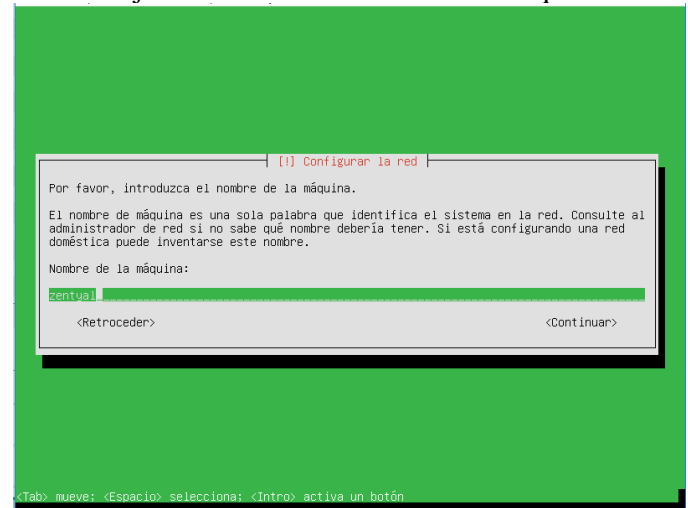 [!] Configurar la red
Por favor, introduzca el nombre de la máquina.
El nombre de máquina es una sola palabra que identifica el sistema en la red. Consulte al
administrador de red si no sabe qué nombre debería tener. Si está configurando una red
doméstica puede inventarse este nombre.
Nombre de la máquina:
zentyal
<Retroceder> <Continuar>
<Tab> mueve; <Espacio> selecciona; <Intro> activa un botón